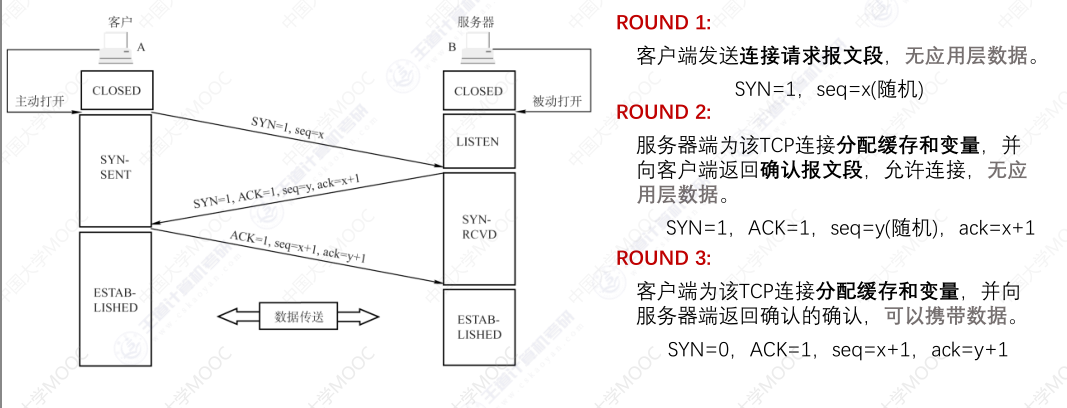 客户
A
CLOSED
主动打开
SYN-
SENT
ESTAB-
LISHED
SYN=1, seq=x
SYN=1, ACK=1, seq=y, ack=x+1
ACK=1, seq=x+1, ack=y+1
数据传送
服务器
B
CLOSED
被动打开
LISTEN
SYN-
RCVD
ESTAB-
LISHED
ROUND 1:
客户端发送连接请求报文段，无应用层数据。
SYN=1，seq=x(随机)
ROUND 2:
服务器端为该TCP连接分配缓存和变量，并
向客户端返回确认报文段，允许连接，无应
用层数据。
SYN=1，ACK=1，seq=y(随机)，ack=x+1
ROUND 3:
客户端为该TCP连接分配缓存和变量，并向
服务器端返回确认的确认，可以携带数据。
SYN=0，ACK=1，seq=x+1，ack=y+1
中国大学MOOC
王道计算机考研